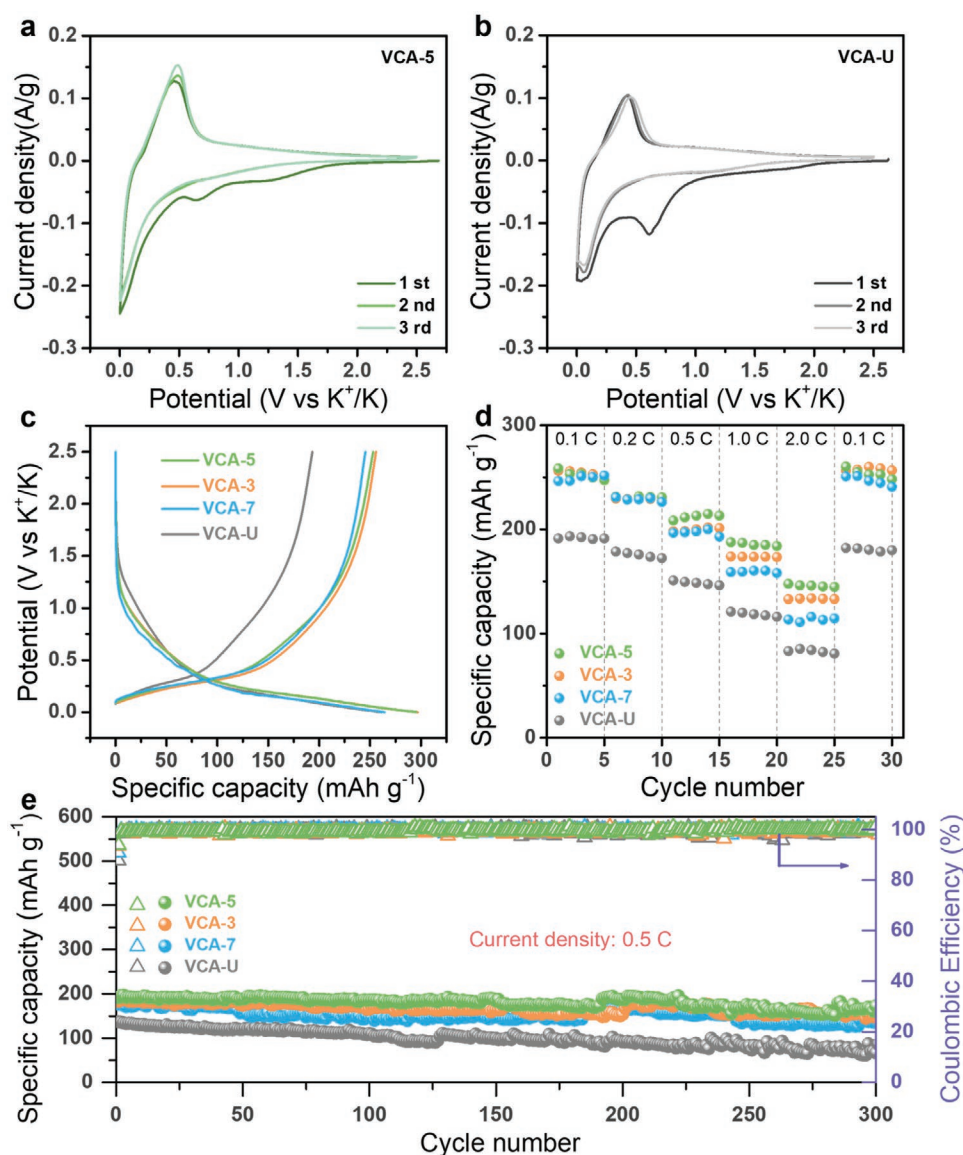 a
VCA-5
0.2
0.1
0.0
-0.1
-0.2
-0.3
Current density(A/g)
1 st
2 nd
3 rd
0.0 0.5 1.0 1.5 2.0 2.5
Potential (V vs K⁺/K)
b
VCA-U
0.2
0.1
0.0
-0.1
-0.2
-0.3
Current density(A/g)
1 st
2 nd
3 rd
0.0 0.5 1.0 1.5 2.0 2.5
Potential (V vs K⁺/K)
c
2.5
2.0
1.5
1.0
0.5
0.0
Potential (V vs K⁺/K)
VCA-5
VCA-3
VCA-7
VCA-U
0 50 100 150 200 250 300
Specific capacity (mAh g⁻¹)
d
300
200
100
0
Specific capacity (mAh g⁻¹)
0.1 C 0.2 C 0.5 C 1.0 C 2.0 C 0.1 C
VCA-5
VCA-3
VCA-7
VCA-U
0 5 10 15 20 25 30
Cycle number
e
600
550
500
450
400
350
300
200
100
0
Specific capacity (mAh g⁻¹)
VCA-5
VCA-3
VCA-7
VCA-U
Current density: 0.5 C
100
80
60
40
20
0
Coulombic Efficiency (%)
0 50 100 150 200 250 300
Cycle number